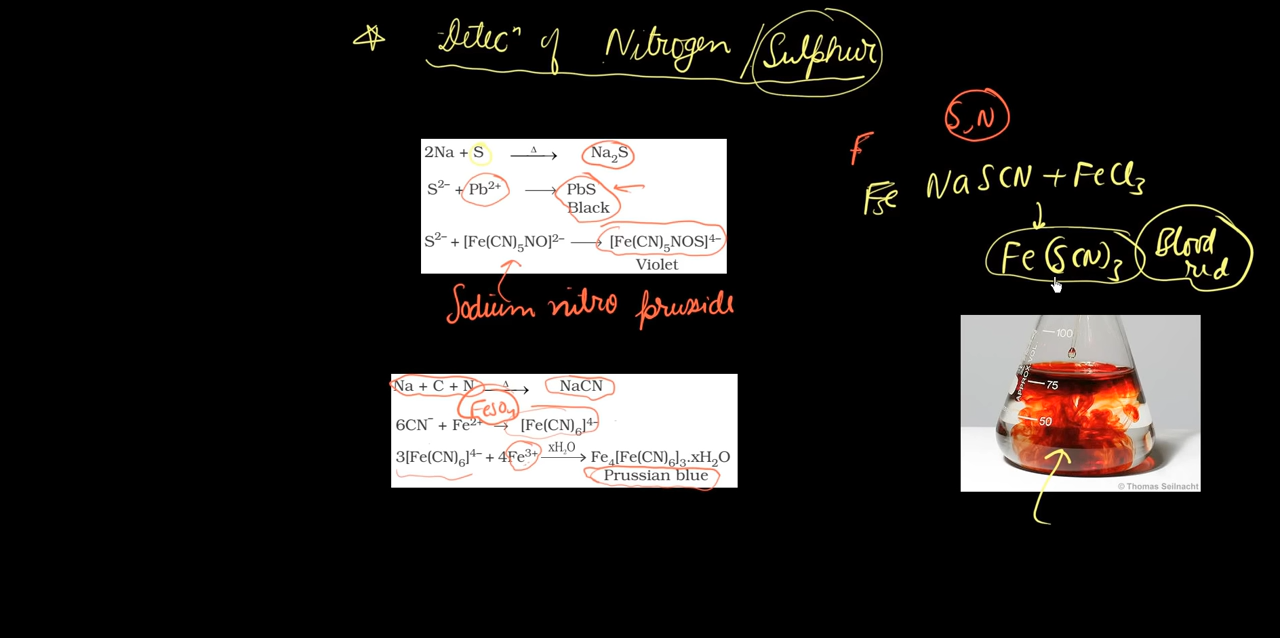 ☆ Detecⁿ of Nitrogen / Sulphur
2Na + S —Δ→ Na₂S
S²⁻ + Pb²⁺ → PbS
Black
S²⁻ + [Fe(CN)₅NO]²⁻ → [Fe(CN)₅NOS]⁴⁻
Violet
Sodium nitro prusside
Na + C + N —Δ→ NaCN
FeSO₄
6CN⁻ + Fe²⁺ → [Fe(CN)₆]⁴⁻
3[Fe(CN)₆]⁴⁻ + 4Fe³⁺ —xH₂O→ Fe₄[Fe(CN)₆]₃.xH₂O
Prussian blue
S, N
F
NaSCN + FeCl₃
↓
Fe(SCN)₃ Blood red
100
75
50
APPROX VOL
© Thomas Seilnacht